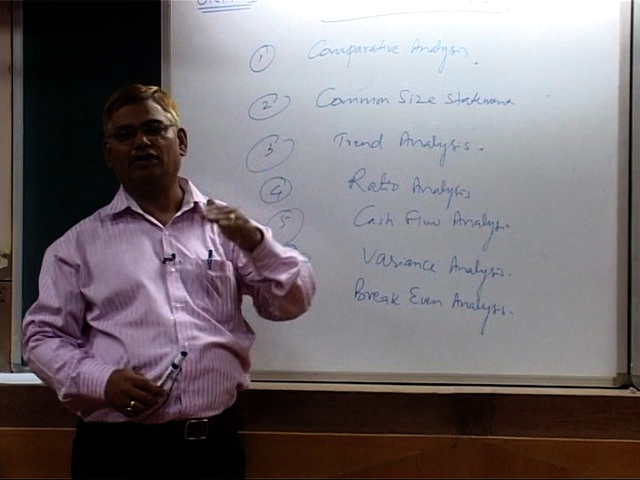 1 Comparative Analysis.
2 Common Size Statement
3 Trend Analysis.
4 Ratio Analysis
5 Cash Flow Analysis.
Variance Analysis.
Break Even Analysis.